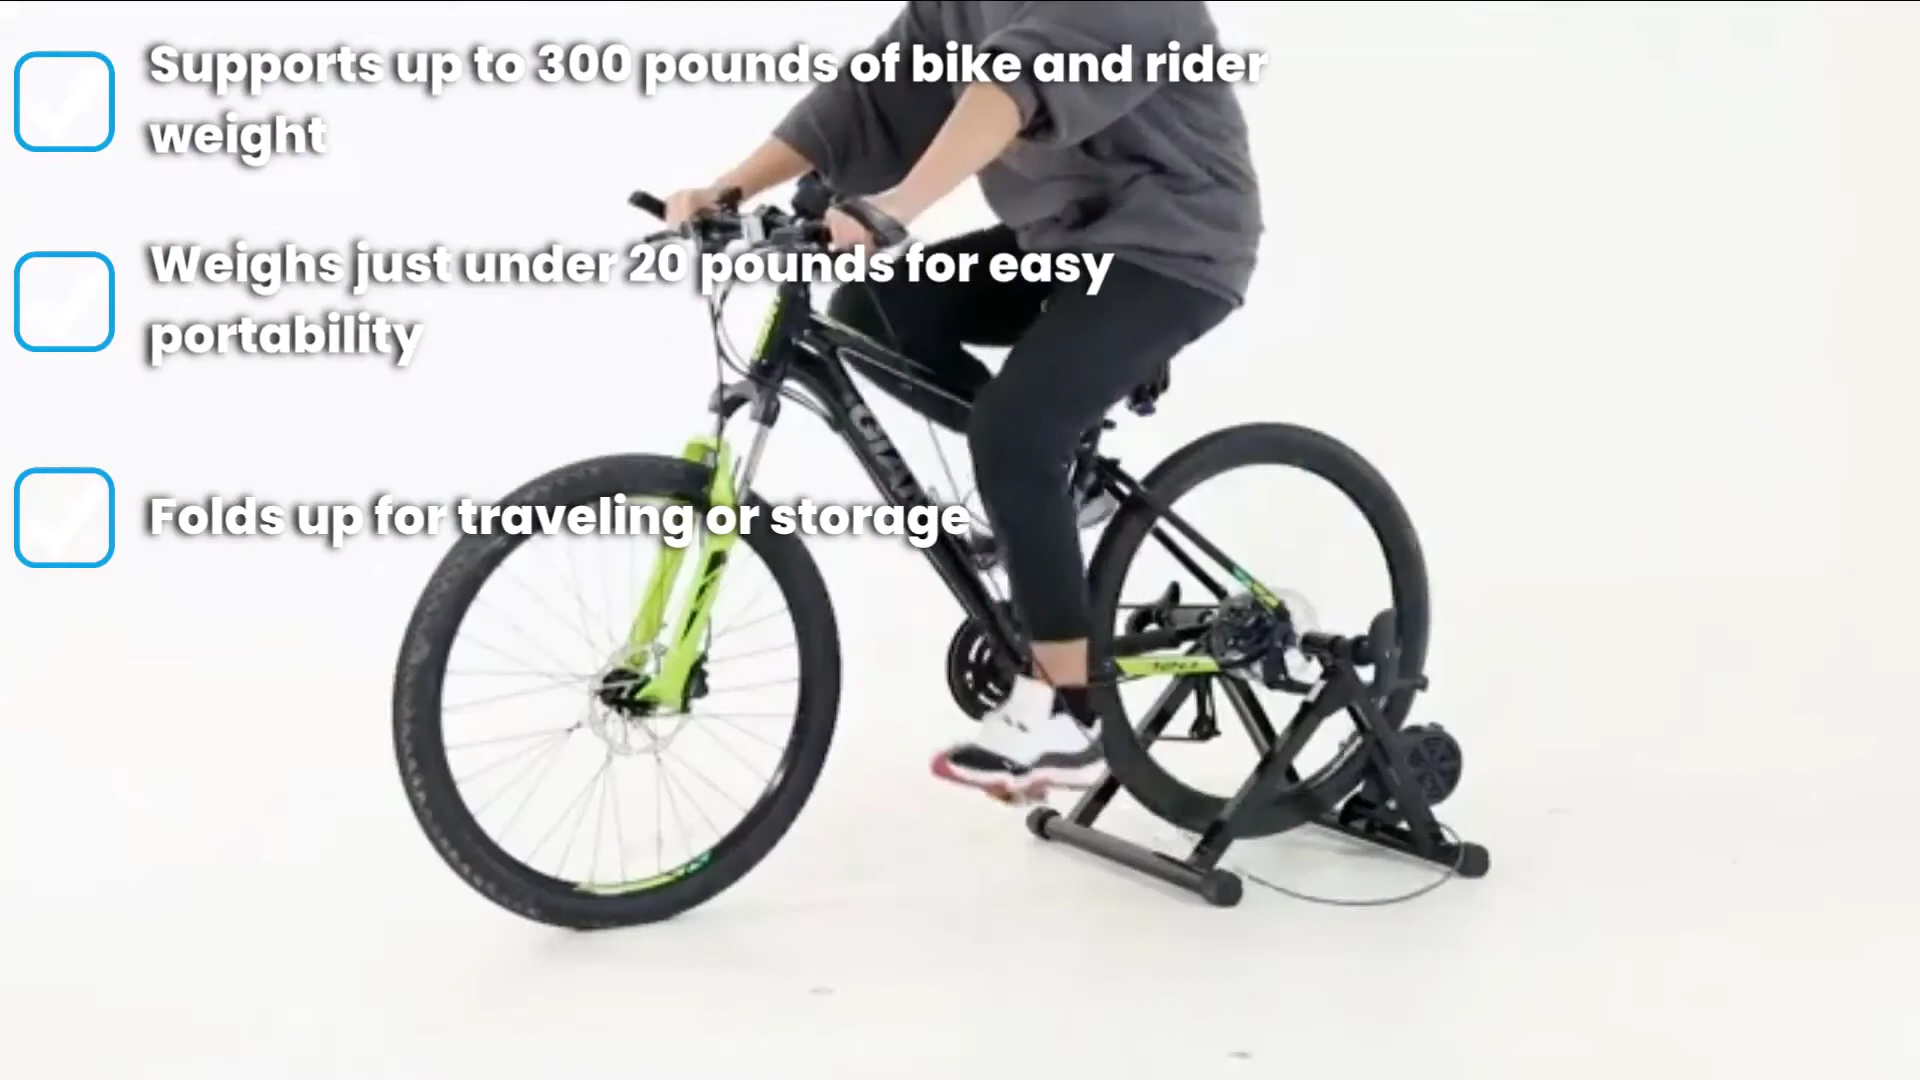 Supports up to 300 pounds of bike and rider
weight
Weighs just under 20 pounds for easy
portability
Folds up for traveling or storage